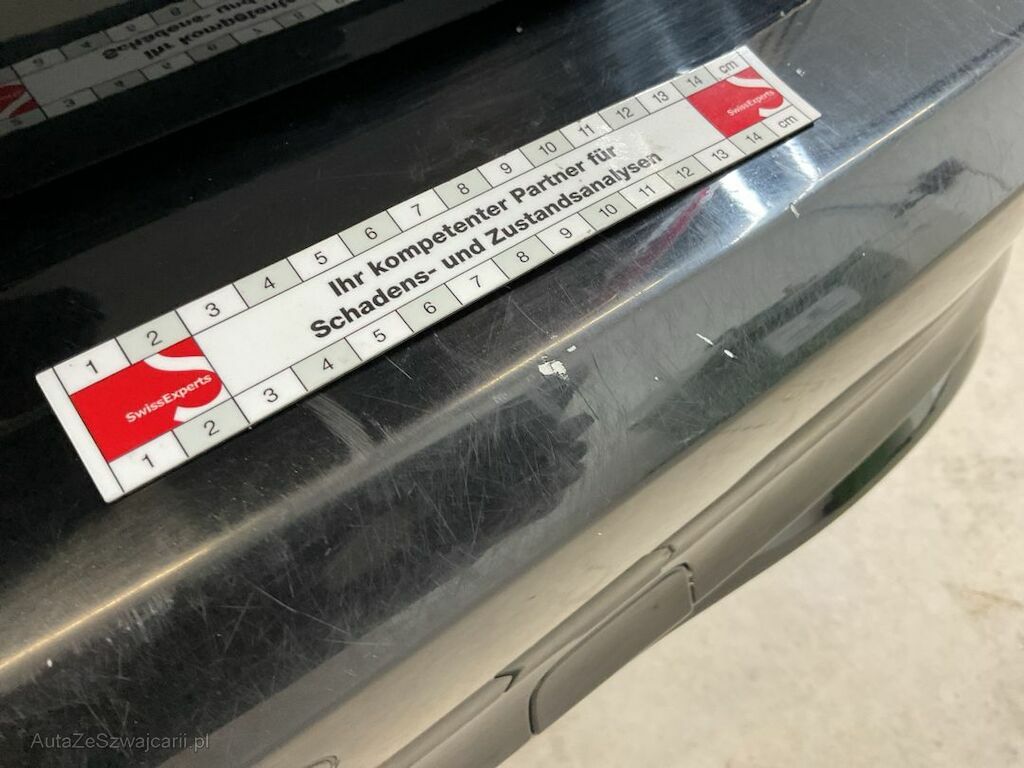 1 2 3 4 5 6 7 8 9 10 11 12 13 14 cm
SwissExperts
Ihr kompetenter Partner für
Schadens- und Zustandsanalysen
SwissExperts
1 2 3 4 5 6 7 8 9 10 11 12 13 14 cm
AutaZeSzwajcarii.pl